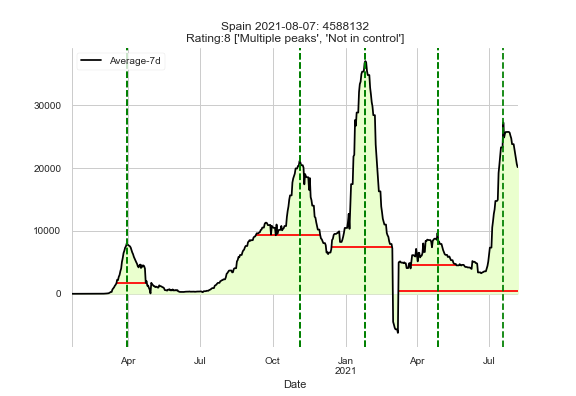 Spain 2021-08-07: 4588132
Rating:8 ['Multiple peaks', 'Not in control']
Average-7d
30000
20000
10000
0
Apr
Jul
Oct
Jan
2021
Apr
Jul
Date